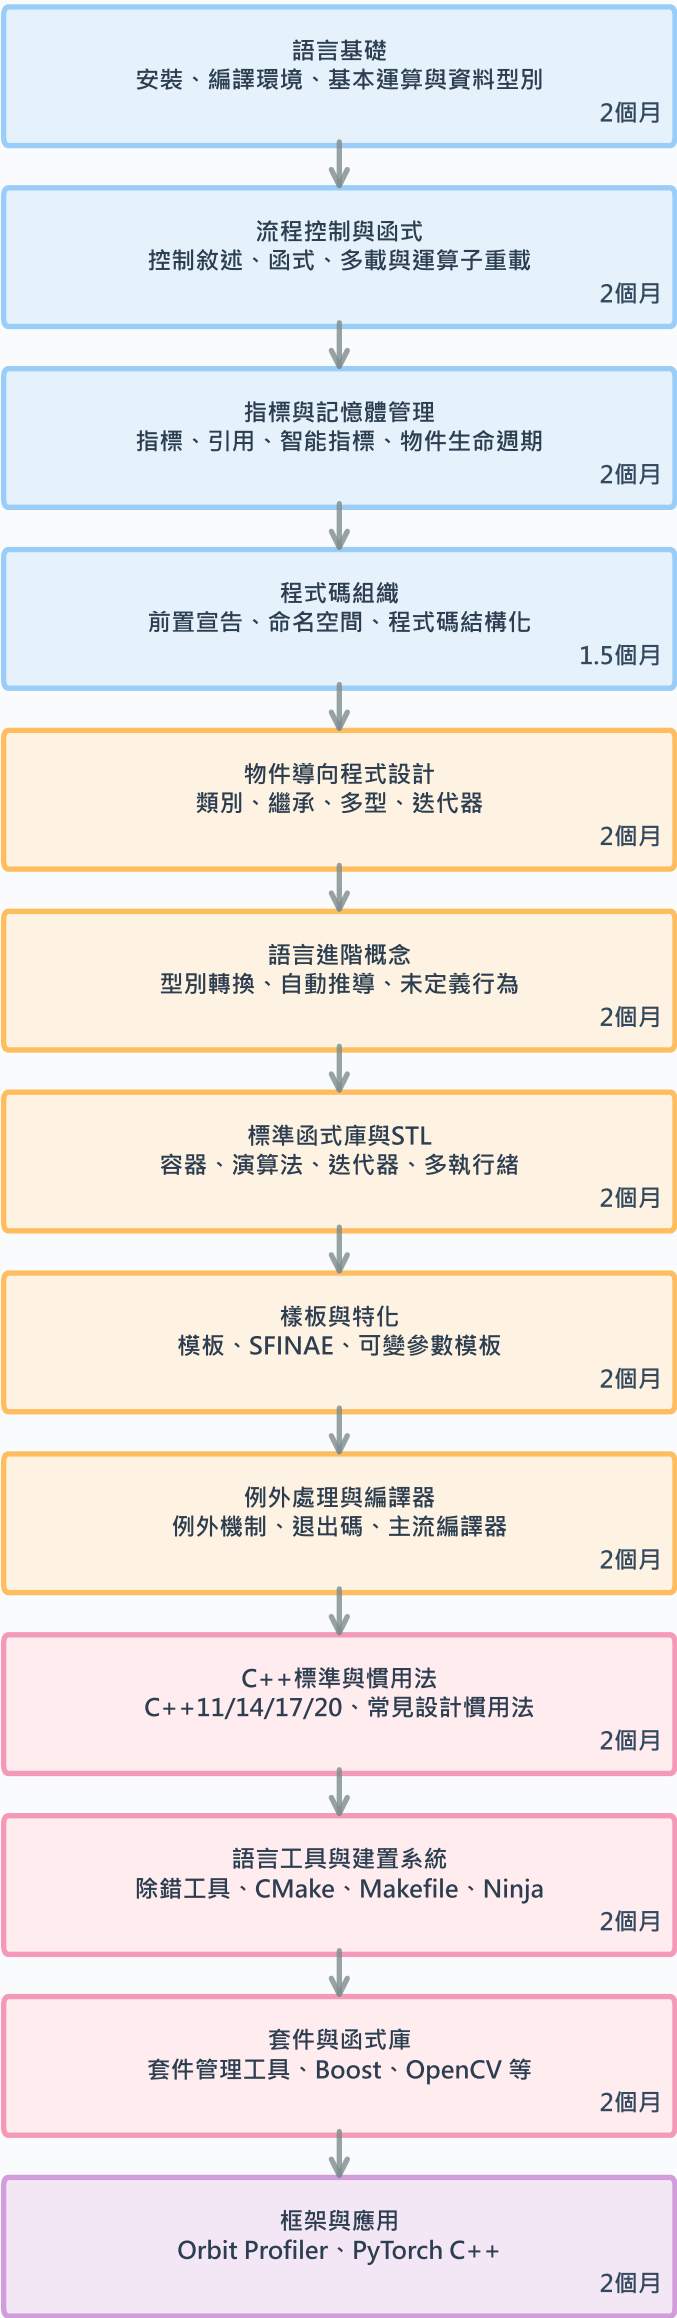 語言基礎
安裝、編譯環境、基本運算與資料型別
2個月
流程控制與函式
控制敘述、函式、多載與運算子重載
2個月
指標與記憶體管理
指標、引用、智能指標、物件生命週期
2個月
程式碼組織
前置宣告、命名空間、程式碼結構化
1.5個月
物件導向程式設計
類別、繼承、多型、迭代器
2個月
語言進階概念
型別轉換、自動推導、未定義行為
2個月
標準函式庫與STL
容器、演算法、迭代器、多執行緒
2個月
樣板與特化
模板、SFINAE、可變參數模板
2個月
例外處理與編譯器
例外機制、退出碼、主流編譯器
2個月
C++標準與慣用法
C++11/14/17/20、常見設計慣用法
2個月
語言工具與建置系統
除錯工具、CMake、Makefile、Ninja
2個月
套件與函式庫
套件管理工具、Boost、OpenCV 等
2個月
框架與應用
Orbit Profiler、PyTorch C++
2個月